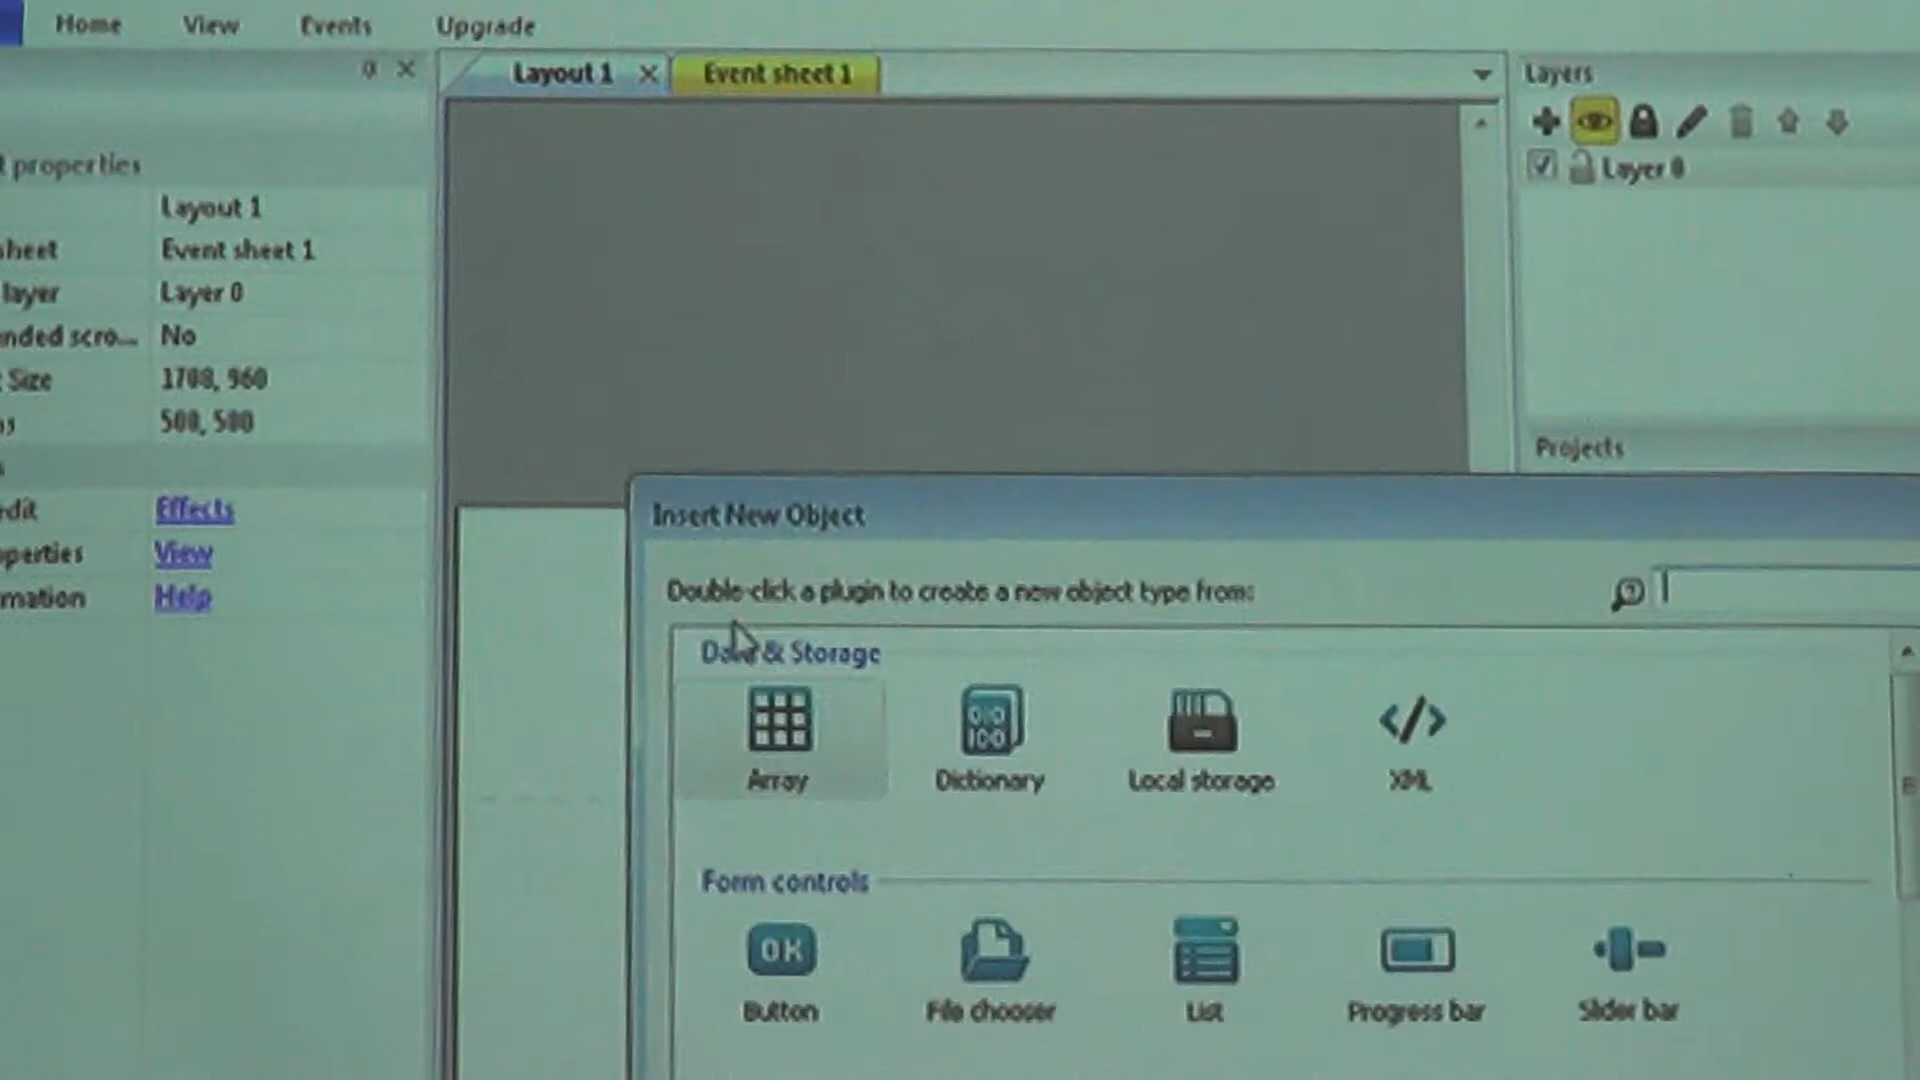 Home View Events Upgrade
Layout 1 Event sheet 1
Layers
Layer 0
properties
Layout 1
sheet Event sheet 1
layer Layer 0
nded scro... No
Size 1708, 960
500, 500
Projects
edit Effects
perties View
mation Help
Insert New Object
Double-click a plugin to create a new object type from:
Data & Storage
Array Dictionary Local storage XML
Form controls
OK
Button File chooser List Progress bar Slider bar